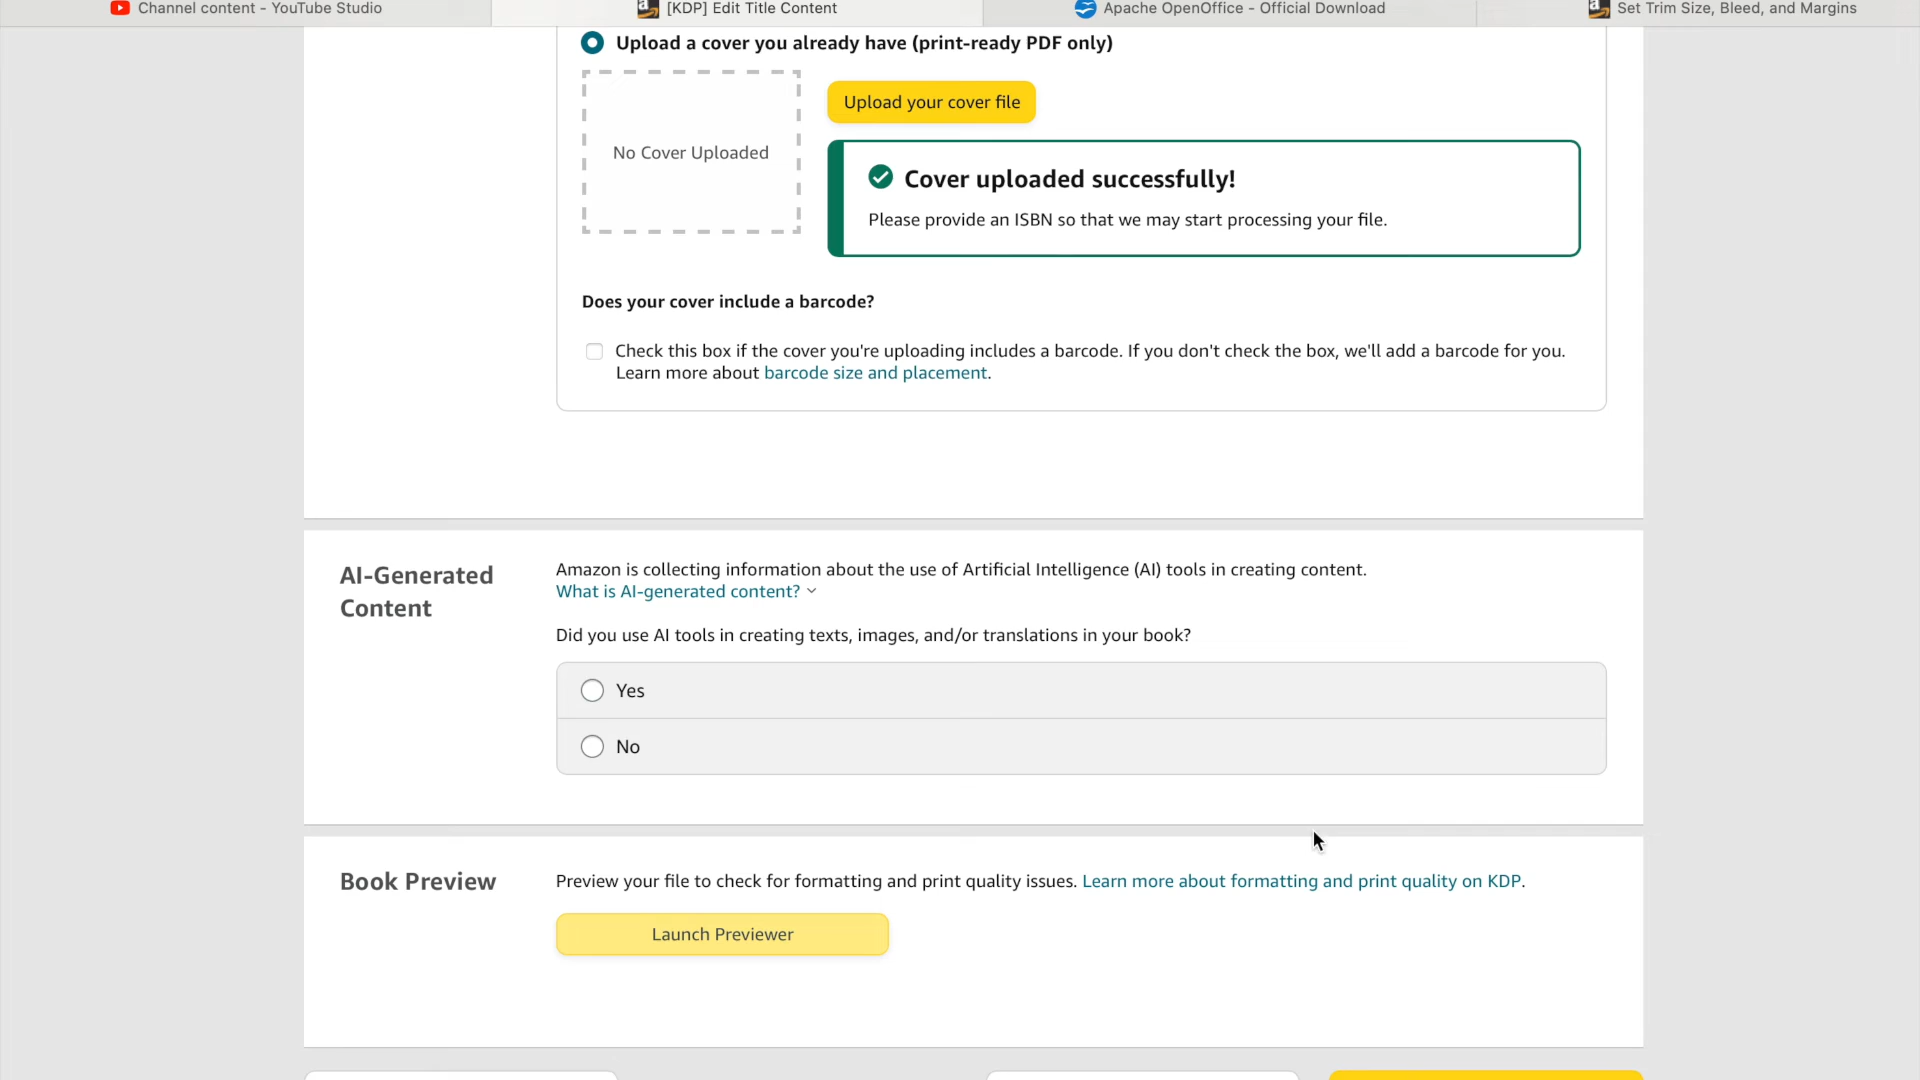 Channel content - YouTube Studio
[KDP] Edit Title Content
Apache OpenOffice - Official Download
Set Trim Size, Bleed, and Margins
Upload a cover you already have (print-ready PDF only)
No Cover Uploaded
Upload your cover file
Cover uploaded successfully!
Please provide an ISBN so that we may start processing your file.
Does your cover include a barcode?
Check this box if the cover you're uploading includes a barcode. If you don't check the box, we'll add a barcode for you.
Learn more about barcode size and placement.
AI-Generated
Content
Amazon is collecting information about the use of Artificial Intelligence (AI) tools in creating content.
What is AI-generated content?
Did you use AI tools in creating texts, images, and/or translations in your book?
Yes
No
Book Preview
Preview your file to check for formatting and print quality issues. Learn more about formatting and print quality on KDP.
Launch Previewer